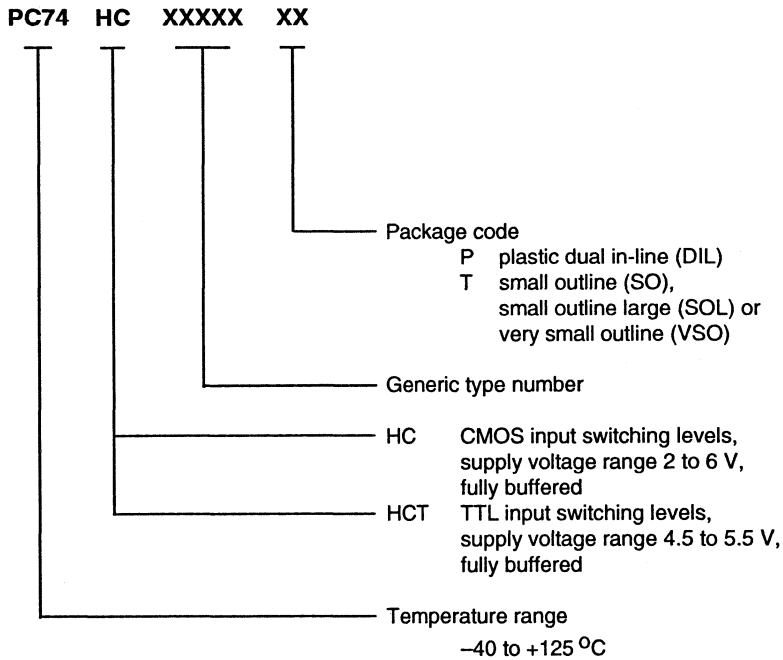 PC74 HC XXXXX XX
Package code
P plastic dual in-line (DIL)
T small outline (SO),
small outline large (SOL) or
very small outline (VSO)
Generic type number
HC CMOS input switching levels,
supply voltage range 2 to 6 V,
fully buffered
HCT TTL input switching levels,
supply voltage range 4.5 to 5.5 V,
fully buffered
Temperature range
–40 to +125 °C